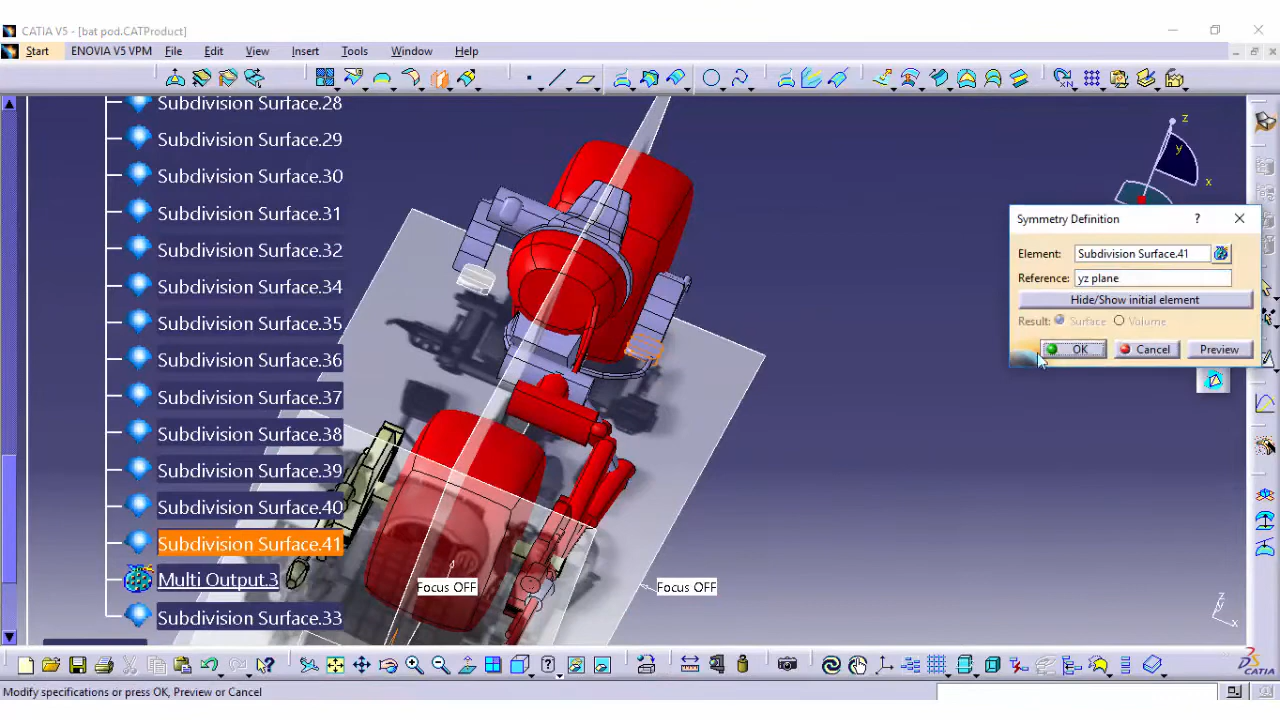 CATIA V5 - [bat pod.CATProduct]
Start ENOVIA V5 VPM File Edit View Insert Tools Window Help
Subdivision Surface.28
Subdivision Surface.29
Subdivision Surface.30
Subdivision Surface.31
Subdivision Surface.32
Subdivision Surface.34
Subdivision Surface.35
Subdivision Surface.36
Subdivision Surface.37
Subdivision Surface.38
Subdivision Surface.39
Subdivision Surface.40
Subdivision Surface.41
Multi Output.3
Subdivision Surface.33
Focus OFF
Focus OFF
z
y
x
Symmetry Definition ?
Element: Subdivision Surface.41
Reference: yz plane
Hide/Show initial element
Result: Surface Volume
OK Cancel Preview
z
x
CATIA
Modify specifications or press OK, Preview or Cancel